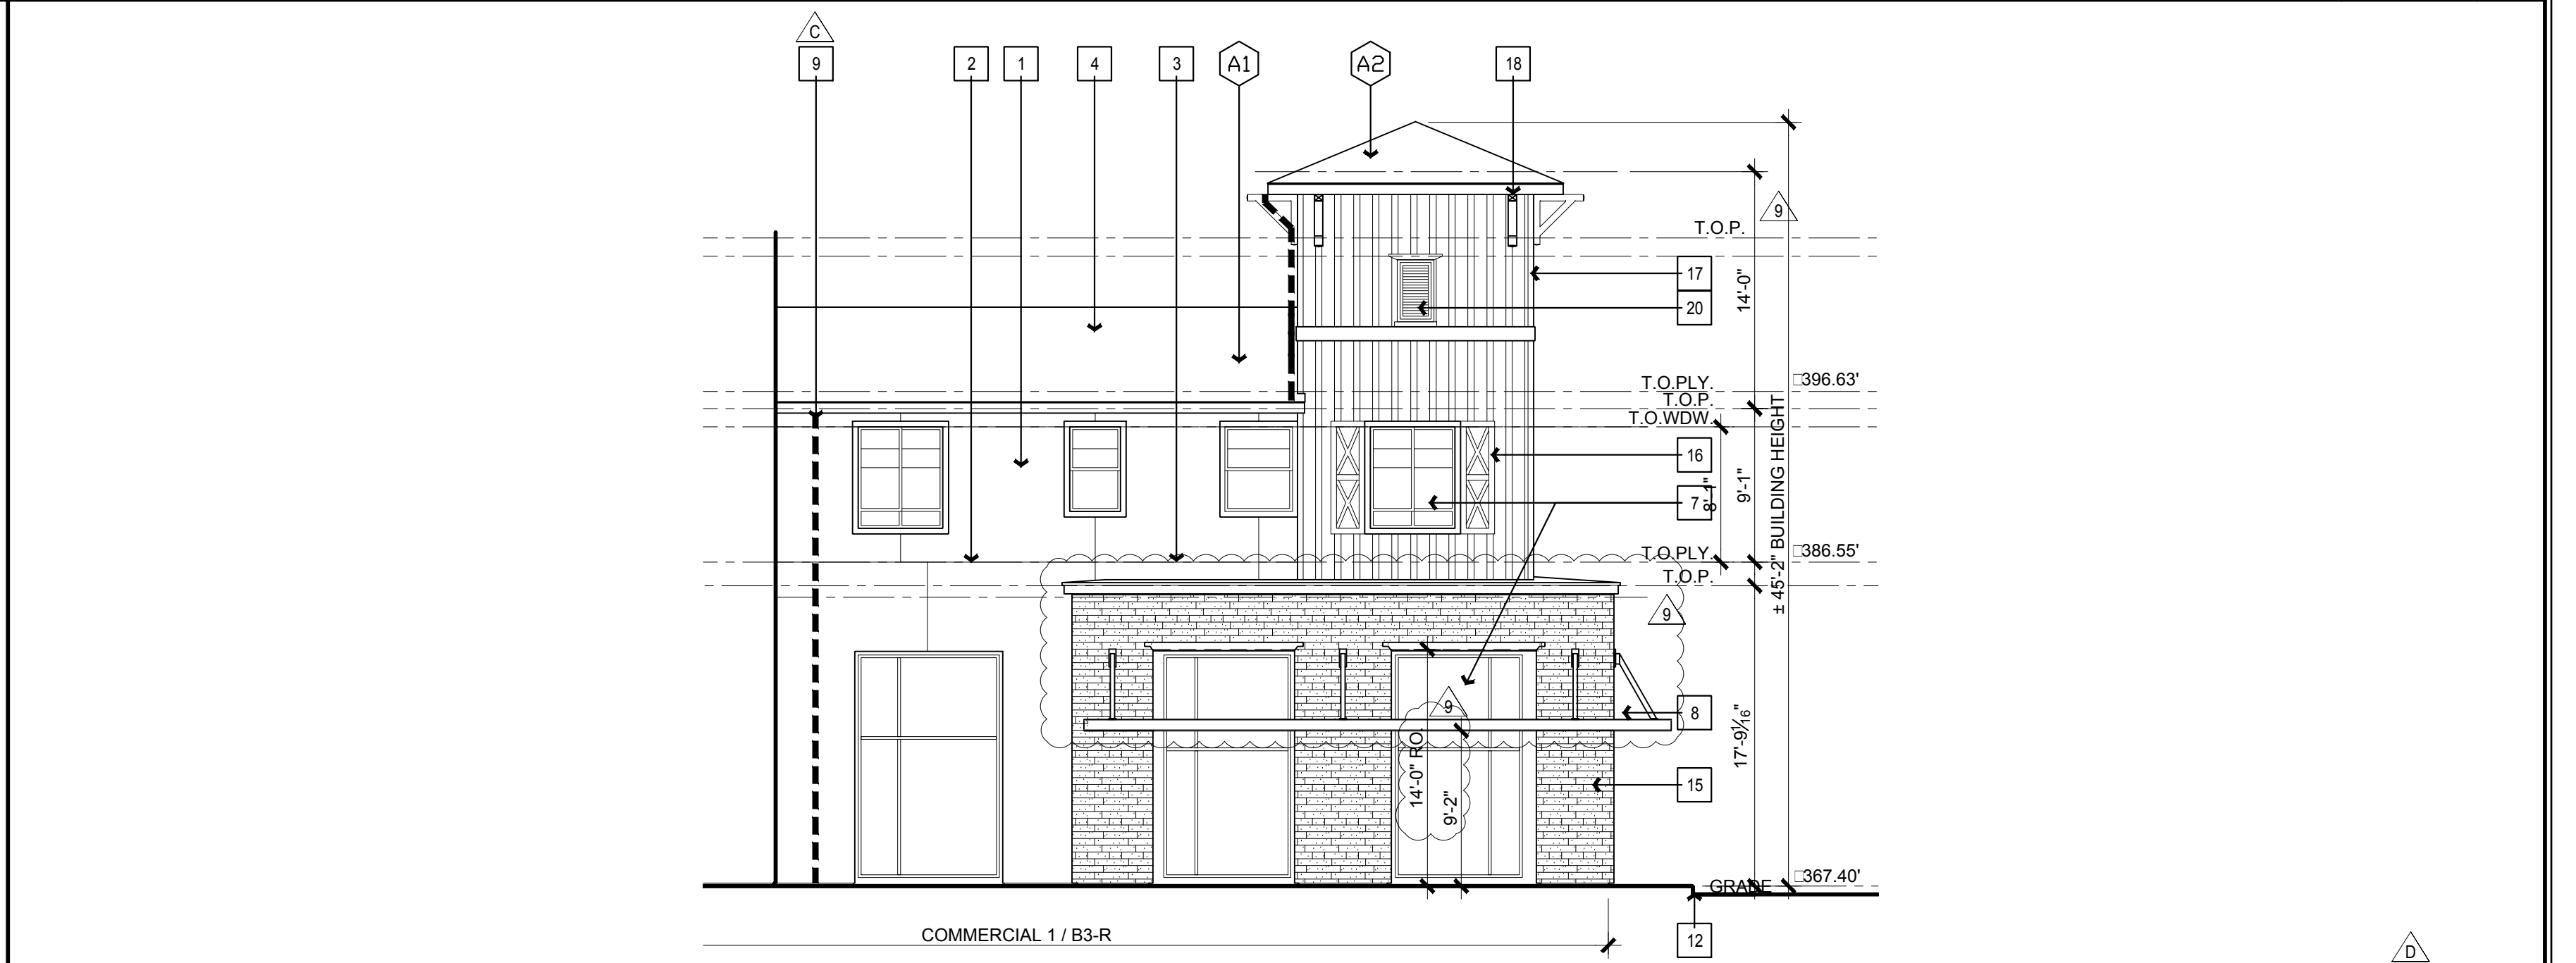 C
9
2
1
4
3
A1
A2
18
9
T.O.P.
17
14'-0"
20
T.O.PLY.
396.63'
T.O.P.
T.O.WDW.
16
9'-1"
7
8'-1"
± 45'-2" BUILDING HEIGHT
T.O.PLY.
386.55'
T.O.P.
9
9
8
17'-9 1/16"
14'-0" RO.
9'-2"
15
GRADE
367.40'
COMMERCIAL 1 / B3-R
12
D